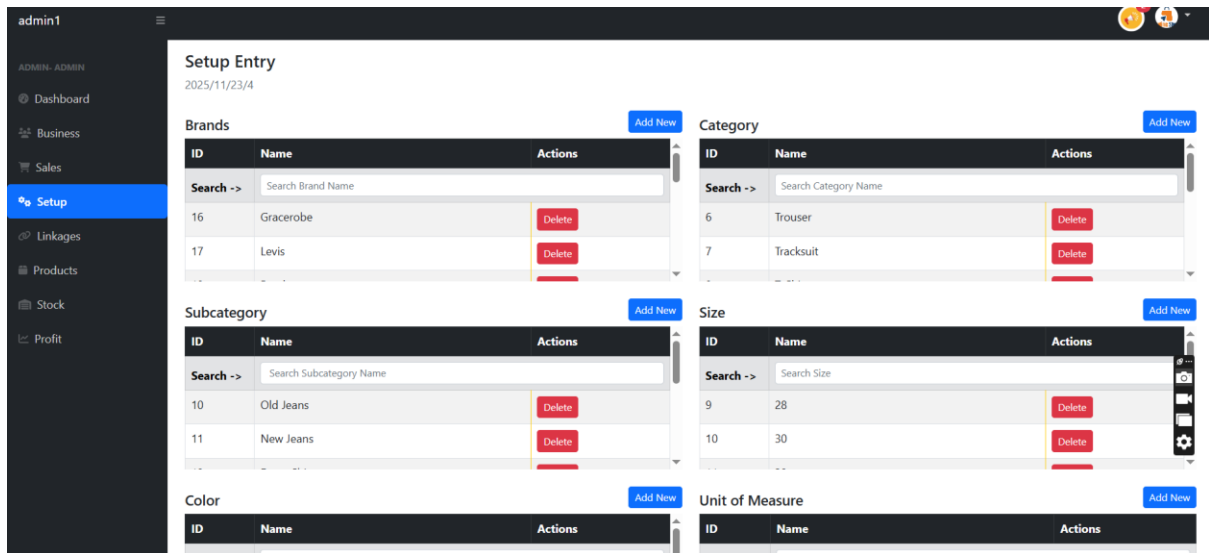 admin1
ADMIN- ADMIN
Dashboard
Business
Sales
Setup
Linkages
Products
Stock
Profit
Setup Entry
2025/11/23/4
Brands
Add New
ID Name Actions
Search -> Search Brand Name
16 Gracerobe Delete
17 Levis Delete
Category
Add New
ID Name Actions
Search -> Search Category Name
6 Trouser Delete
7 Tracksuit Delete
Subcategory
Add New
ID Name Actions
Search -> Search Subcategory Name
10 Old Jeans Delete
11 New Jeans Delete
Size
Add New
ID Name Actions
Search -> Search Size
9 28 Delete
10 30 Delete
Color
Add New
ID Name Actions
Unit of Measure
Add New
ID Name Actions